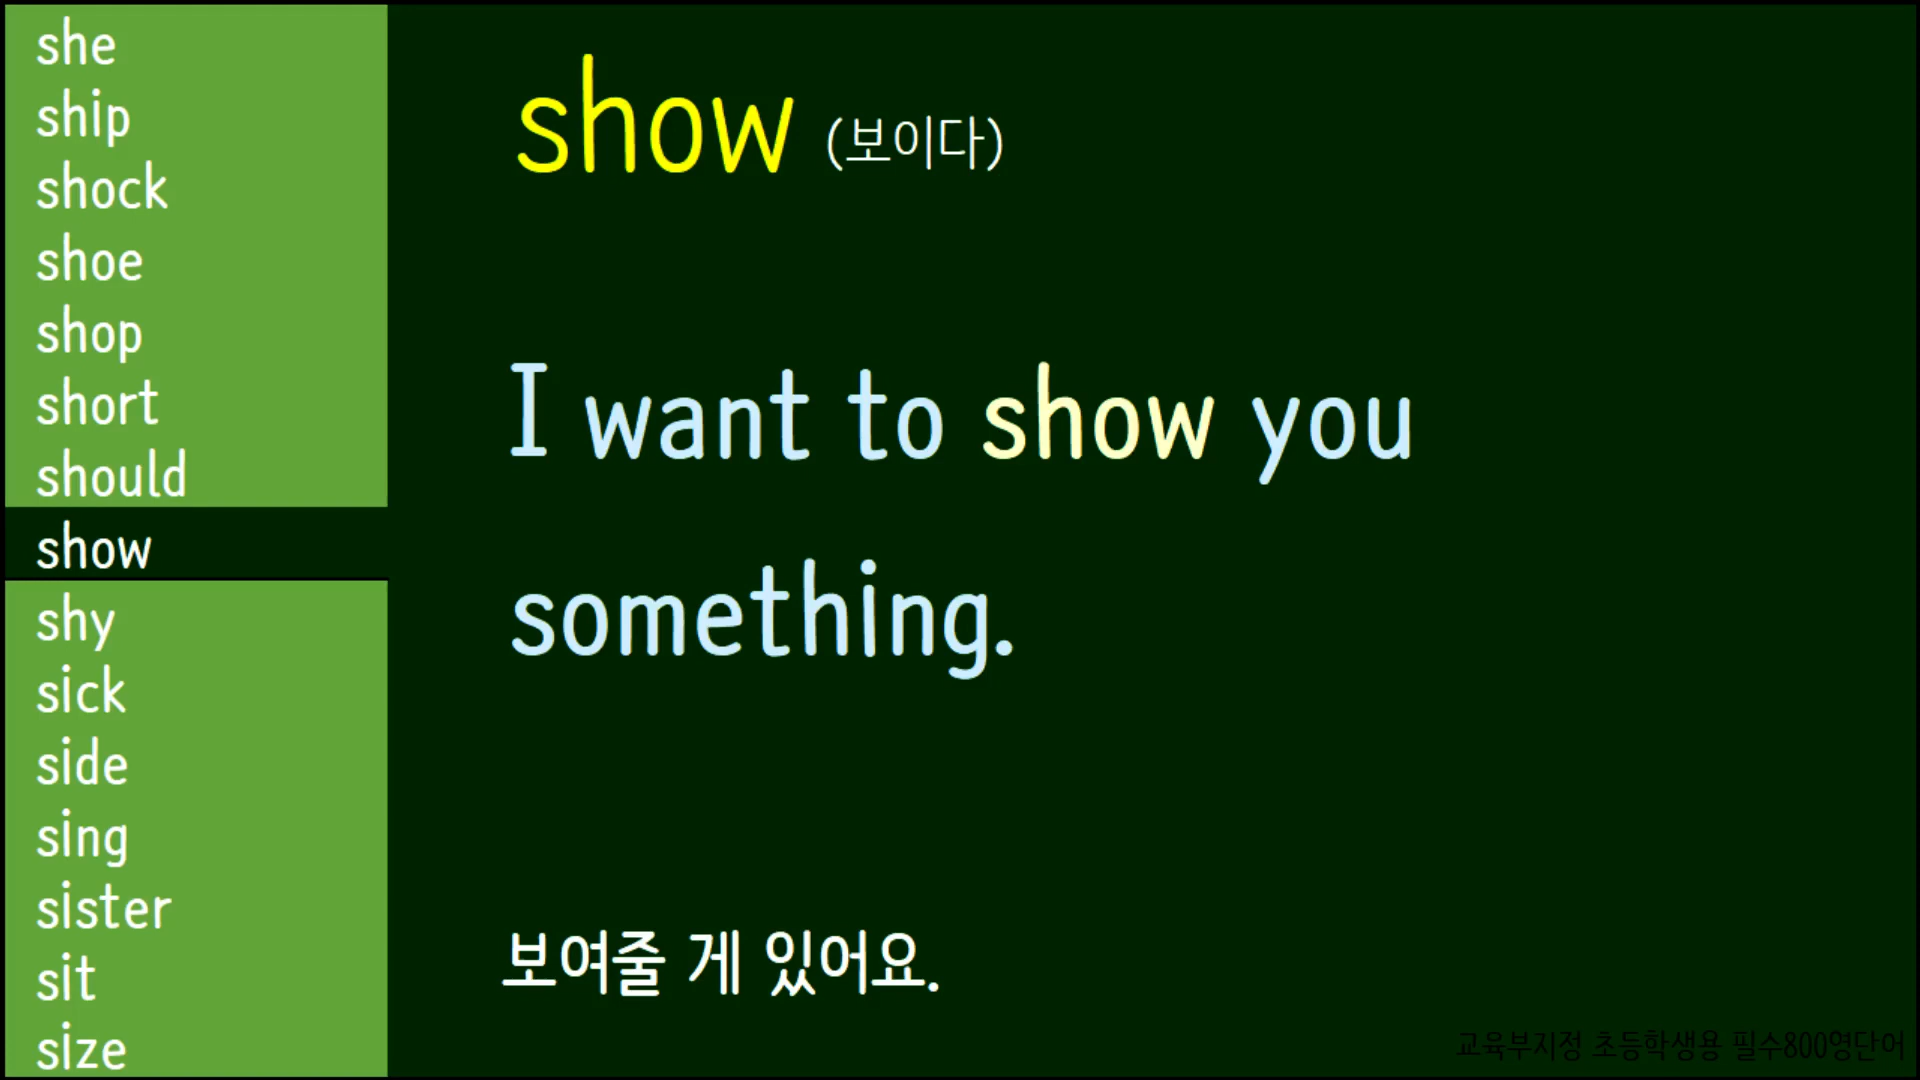 she
ship
shock
shoe
shop
short
should
show
shy
sick
side
sing
sister
sit
size
show (보이다)
I want to show you
something.
보여줄 게 있어요.
교육부지정 초등학생용 필수800영단어